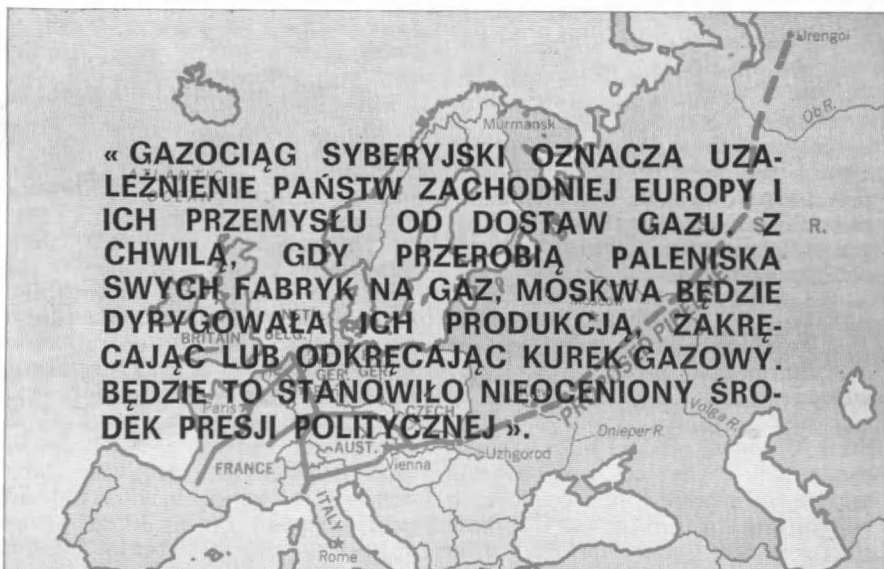 Urengoi
Ob R.
Murmansk
« GAZOCIĄG SYBERYJSKI OZNACZA UZA-
LEŻNIENIE PAŃSTW ZACHODNIEJ EUROPY I
ICH PRZEMYSŁU OD DOSTAW GAZU. Z
CHWILĄ, GDY PRZEROBIĄ PALENISKA
SWYCH FABRYK NA GAZ, MOSKWA BĘDZIE
DYRYGOWAŁA ICH PRODUKCJĄ, ZAKRĘ-
CAJĄC LUB ODKRĘCAJĄC KUREK GAZOWY.
BĘDZIE TO STANOWIŁO NIEOCENIONY ŚRO-
DEK PRESJI POLITYCZNEJ ».
R.
BRITAIN
BELG.
PROPOSED PIPELINE
Paris
CZECH.
Volga R.
Dnieper R.
AUST.
Uzhgorod
FRANCE
Vienna
ITALY
Rome